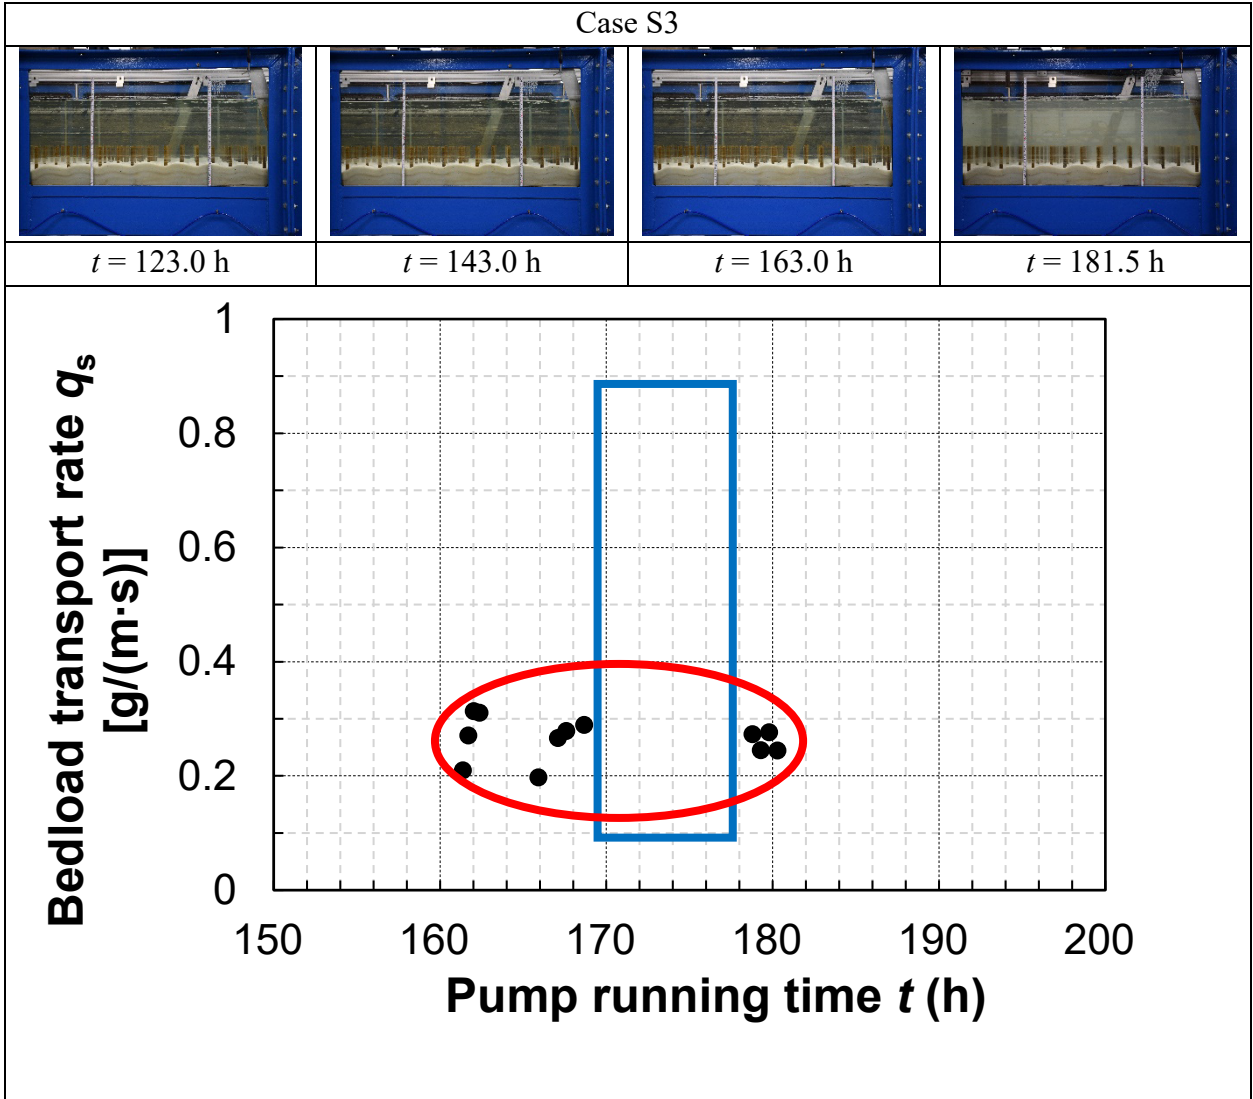 Case S3
t = 123.0 h
t = 143.0 h
t = 163.0 h
t = 181.5 h
Bedload transport rate qs
[g/(m·s)]
1
0.8
0.6
0.4
0.2
0
150 160 170 180 190 200
Pump running time t (h)